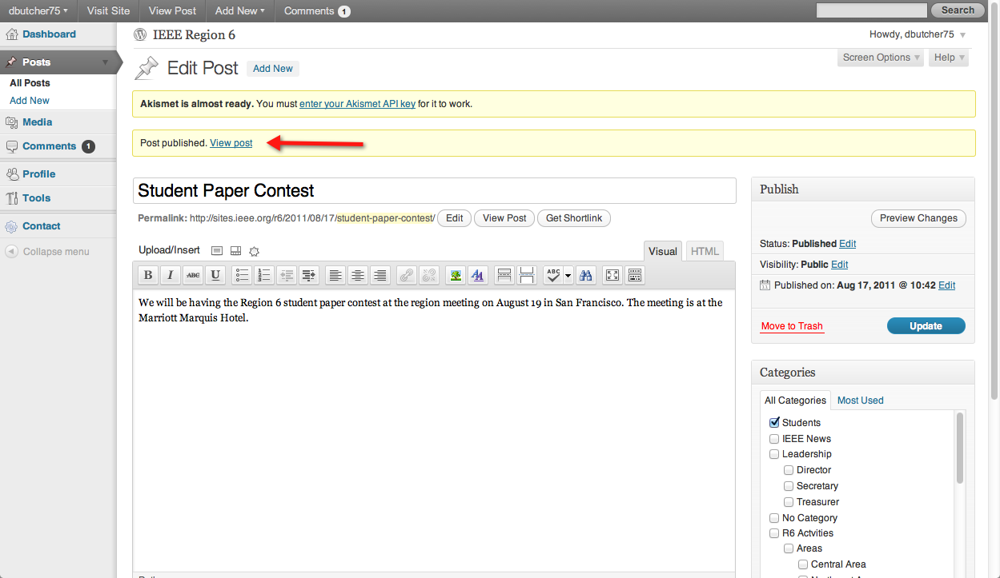 dbutcher75 Visit Site View Post Add New Comments 1 Search
Dashboard
Posts
All Posts
Add New
Media
Comments 1
Profile
Tools
Contact
Collapse menu
IEEE Region 6
Howdy, dbutcher75
Screen Options Help
Edit Post Add New
Akismet is almost ready. You must enter your Akismet API key for it to work.
Post published. View post
Student Paper Contest
Permalink: http://sites.ieee.org/r6/2011/08/17/student-paper-contest/ Edit View Post Get Shortlink
Upload/Insert
Visual HTML
B I ABC U ABC
We will be having the Region 6 student paper contest at the region meeting on August 19 in San Francisco. The meeting is at the
Marriott Marquis Hotel.
Publish
Preview Changes
Status: Published Edit
Visibility: Public Edit
Published on: Aug 17, 2011 @ 10:42 Edit
Move to Trash Update
Categories
All Categories Most Used
Students
IEEE News
Leadership
Director
Secretary
Treasurer
No Category
R6 Actvities
Areas
Central Area